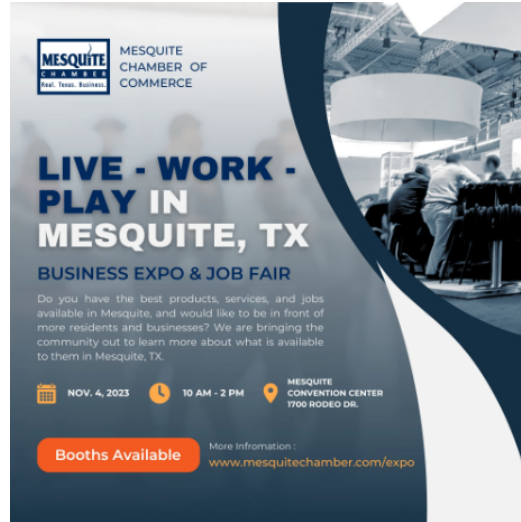 MESQUITE
CHAMBER
Real. Texas. Business.
MESQUITE
CHAMBER OF
COMMERCE
LIVE - WORK -
PLAY IN
MESQUITE, TX
BUSINESS EXPO & JOB FAIR
Do you have the best products, services, and jobs
available in Mesquite, and would like to be in front of
more residents and businesses? We are bringing the
community out to learn more about what is available
to them in Mesquite, TX.
NOV. 4, 2023
10 AM - 2 PM
MESQUITE
CONVENTION CENTER
1700 RODEO DR.
Booths Available
More Infromation :
www.mesquitechamber.com/expo